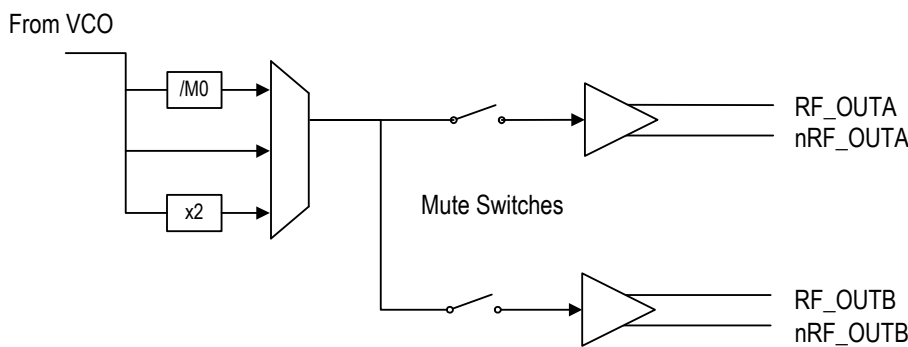 From VCO
/M0
x2
Mute Switches
RF_OUTA
nRF_OUTA
RF_OUTB
nRF_OUTB